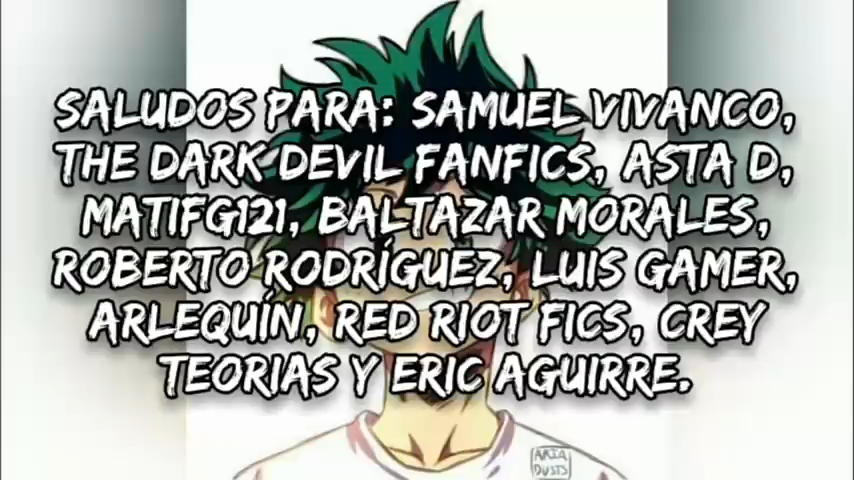 SALUDOS PARA: SAMUEL VIVANCO,
THE DARK DEVIL FANFICS, ASTA D,
MATIFG121, BALTAZAR MORALES,
ROBERTO RODRÍGUEZ, LUIS GAMER,
ARLEQUÍN, RED RIOT FICS, CREY
TEORIAS Y ERIC AGUIRRE.
ARIA
DUSTS